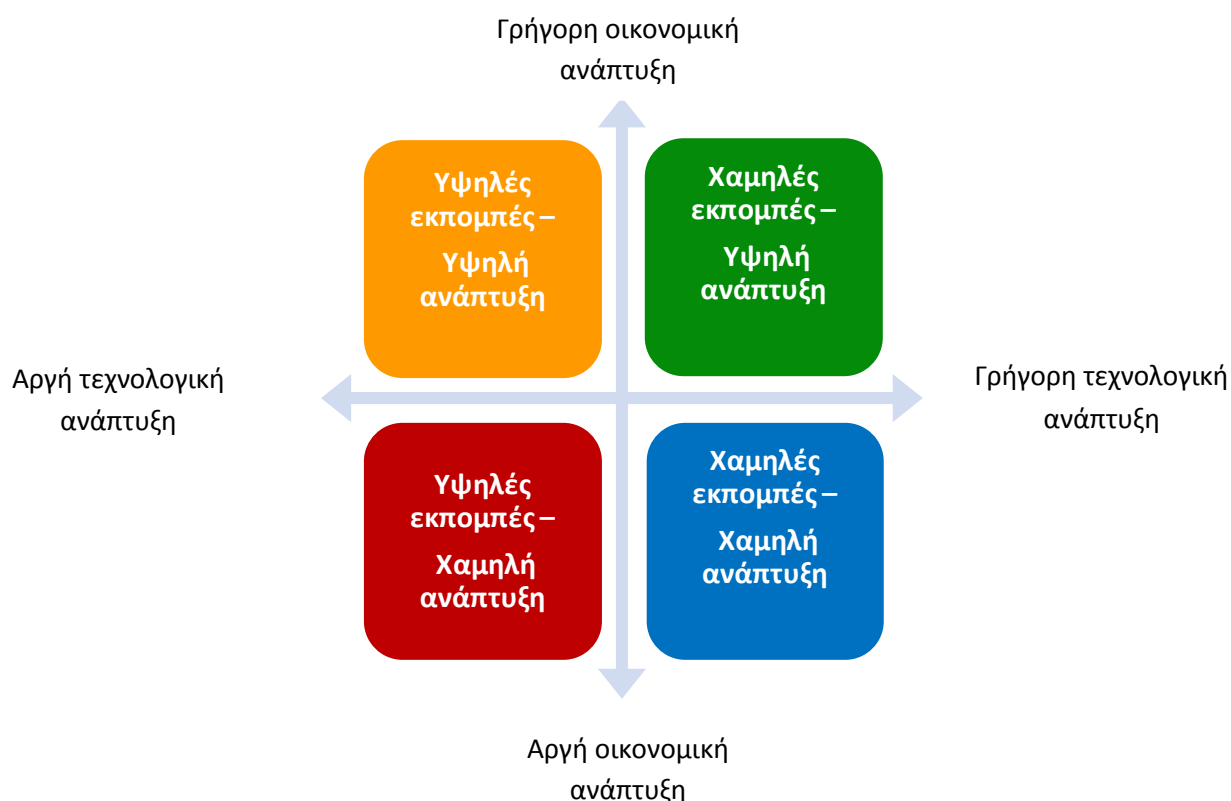 Γρήγορη οικονομική
ανάπτυξη
Υψηλές
εκπομπές –
Υψηλή
ανάπτυξη
Χαμηλές
εκπομπές –
Υψηλή
ανάπτυξη
Αργή τεχνολογική
ανάπτυξη
Γρήγορη τεχνολογική
ανάπτυξη
Υψηλές
εκπομπές –
Χαμηλή
ανάπτυξη
Χαμηλές
εκπομπές –
Χαμηλή
ανάπτυξη
Αργή οικονομική
ανάπτυξη